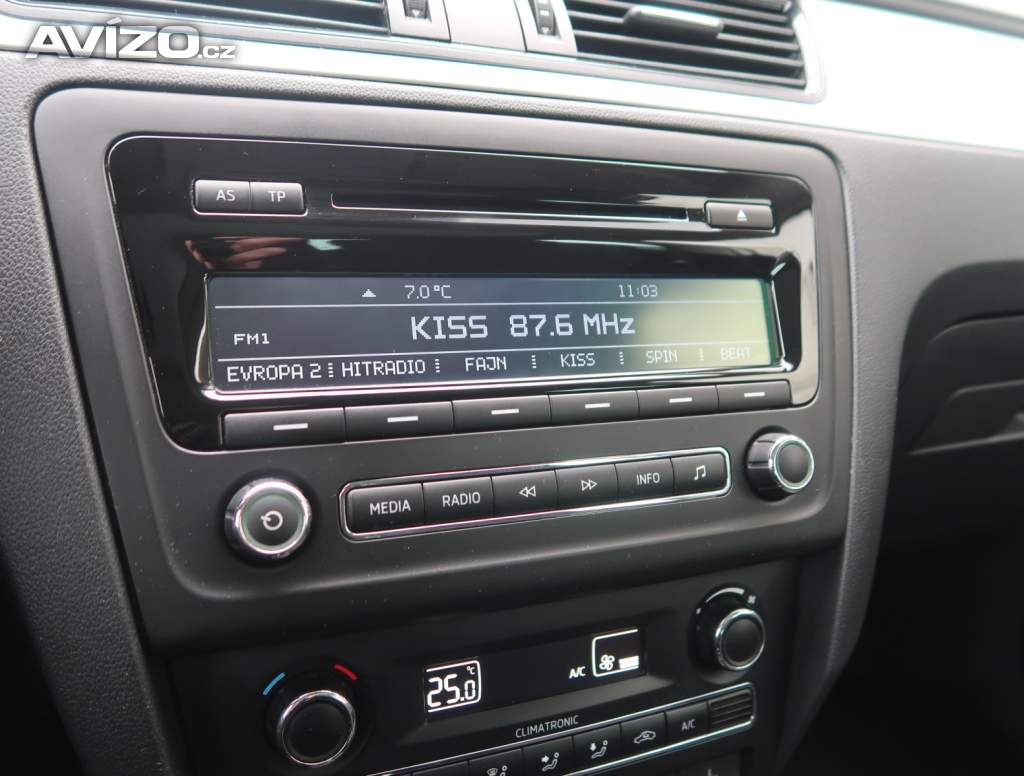 AVÍZO.cz
AS TP
7.0°C 11:03
FM1 KISS 87.6 MHz
EVROPA 2 HITRADIO FAJN KISS SPIN BEAT
MEDIA RADIO INFO
25.0 °C A/C
CLIMATRONIC
A/C